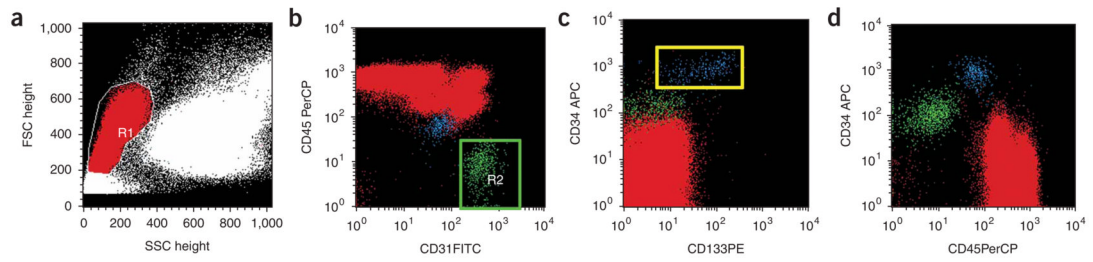 a
1,000
800
600
400
200
0
FSC height
R1
0 200 400 600 800 1,000
SSC height
b
10^4
10^3
10^2
10^1
10^0
CD45 PerCP
R2
10^0 10^1 10^2 10^3 10^4
CD31FITC
c
10^4
10^3
10^2
10^1
10^0
CD34 APC
10^0 10^1 10^2 10^3 10^4
CD133PE
d
10^4
10^3
10^2
10^1
10^0
CD34 APC
10^0 10^1 10^2 10^3 10^4
CD45PerCP